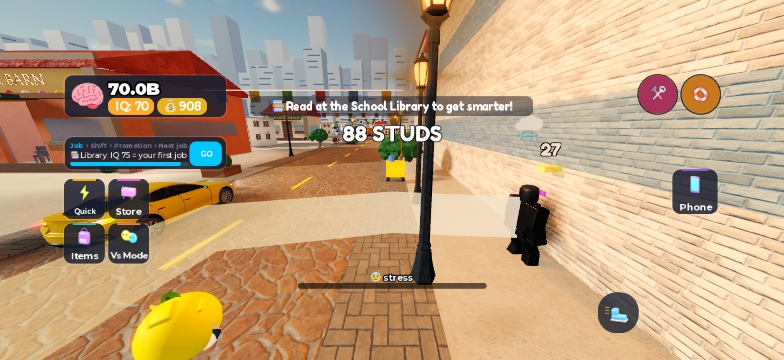 BARN
70.0B
IQ: 70
908
Read at the School Library to get smarter!
88 STUDS
Job › Shift › Promotion › Next job
Library: IQ 75 = your first job
GO
27
Quick
Store
Items
Vs Mode
Phone
stress